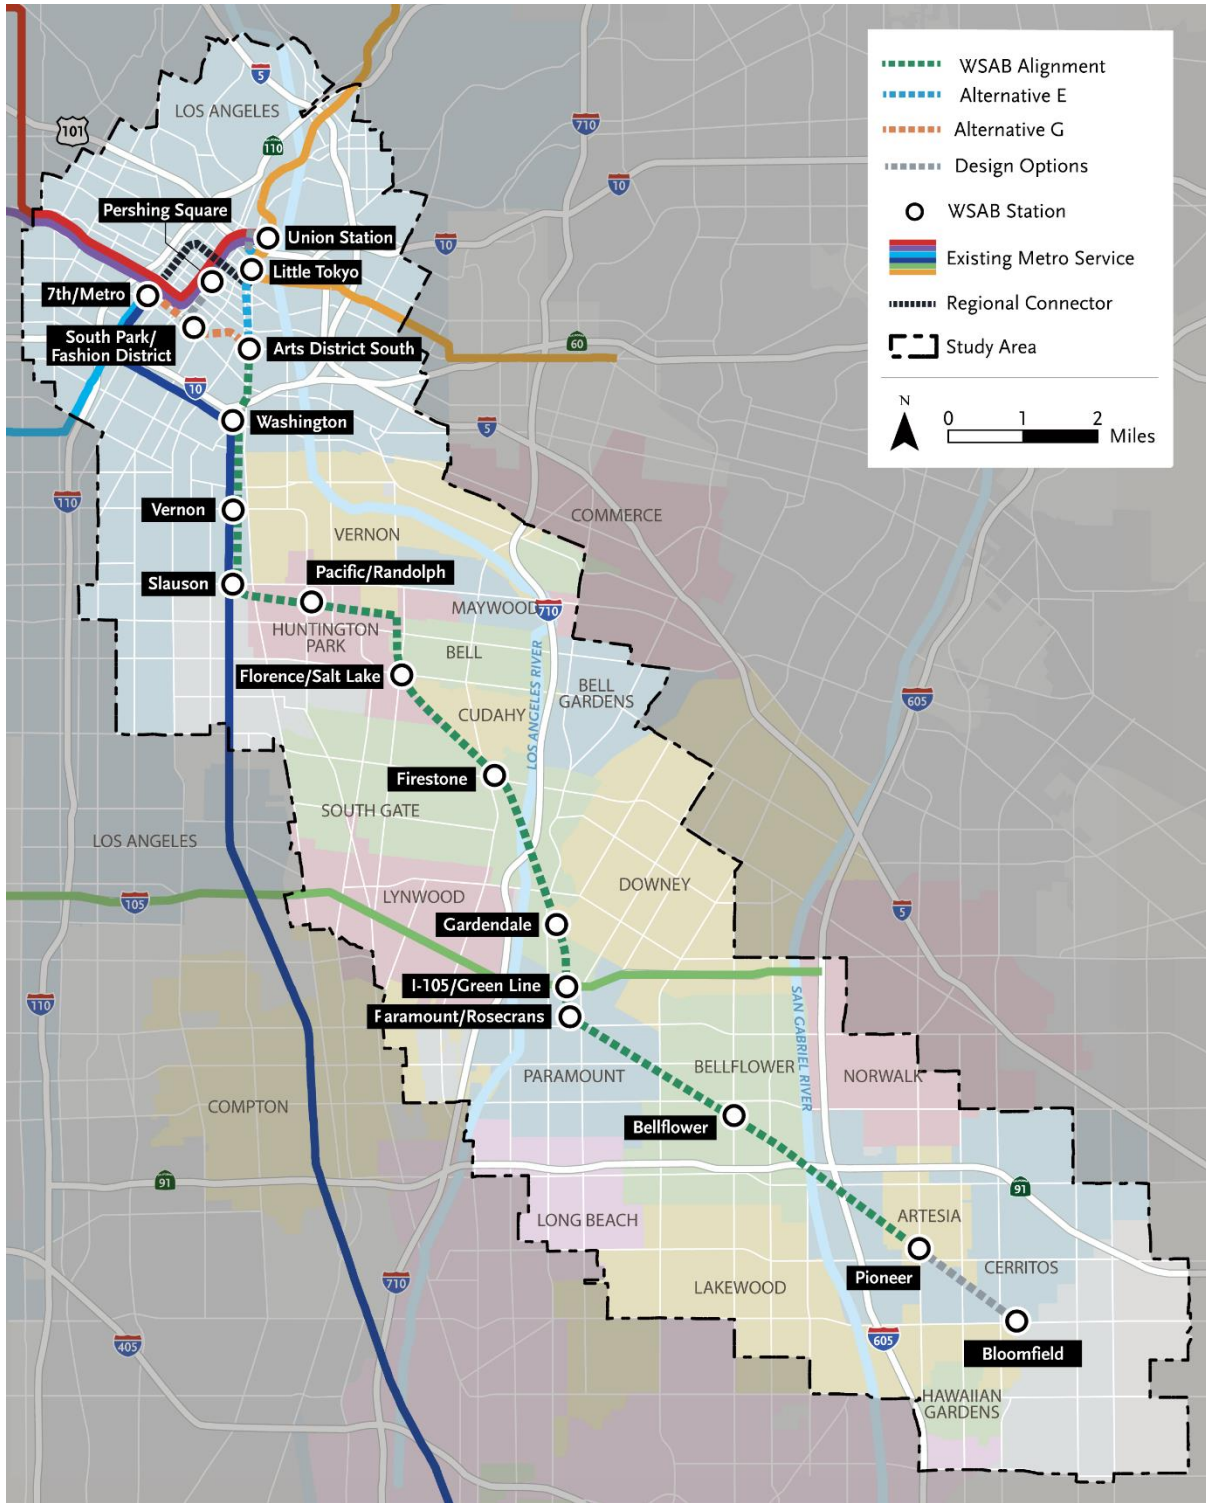 WSAB Alignment
Alternative E
Alternative G
Design Options
WSAB Station
Existing Metro Service
Regional Connector
Study Area
N
0 1 2
Miles
5
LOS ANGELES
101
710
110
10
Pershing Square
Union Station
10
Little Tokyo
7th/Metro
South Park/
Fashion District
Arts District South
60
10
Washington
5
110
Vernon
VERNON
COMMERCE
Slauson
Pacific/Randolph
MAYWOOD
710
HUNTINGTON
PARK
BELL
Florence/Salt Lake
BELL
GARDENS
605
CUDAHY
LOS ANGELES RIVER
Firestone
SOUTH GATE
LOS ANGELES
DOWNEY
LYNWOOD
105
5
Gardendale
I-105/Green Line
110
Paramount/Rosecrans
SAN GABRIEL RIVER
PARAMOUNT
BELLFLOWER
NORWALK
COMPTON
Bellflower
91
91
LONG BEACH
ARTESIA
Pioneer
CERRITOS
710
LAKEWOOD
405
605
Bloomfield
HAWAIIAN
GARDENS